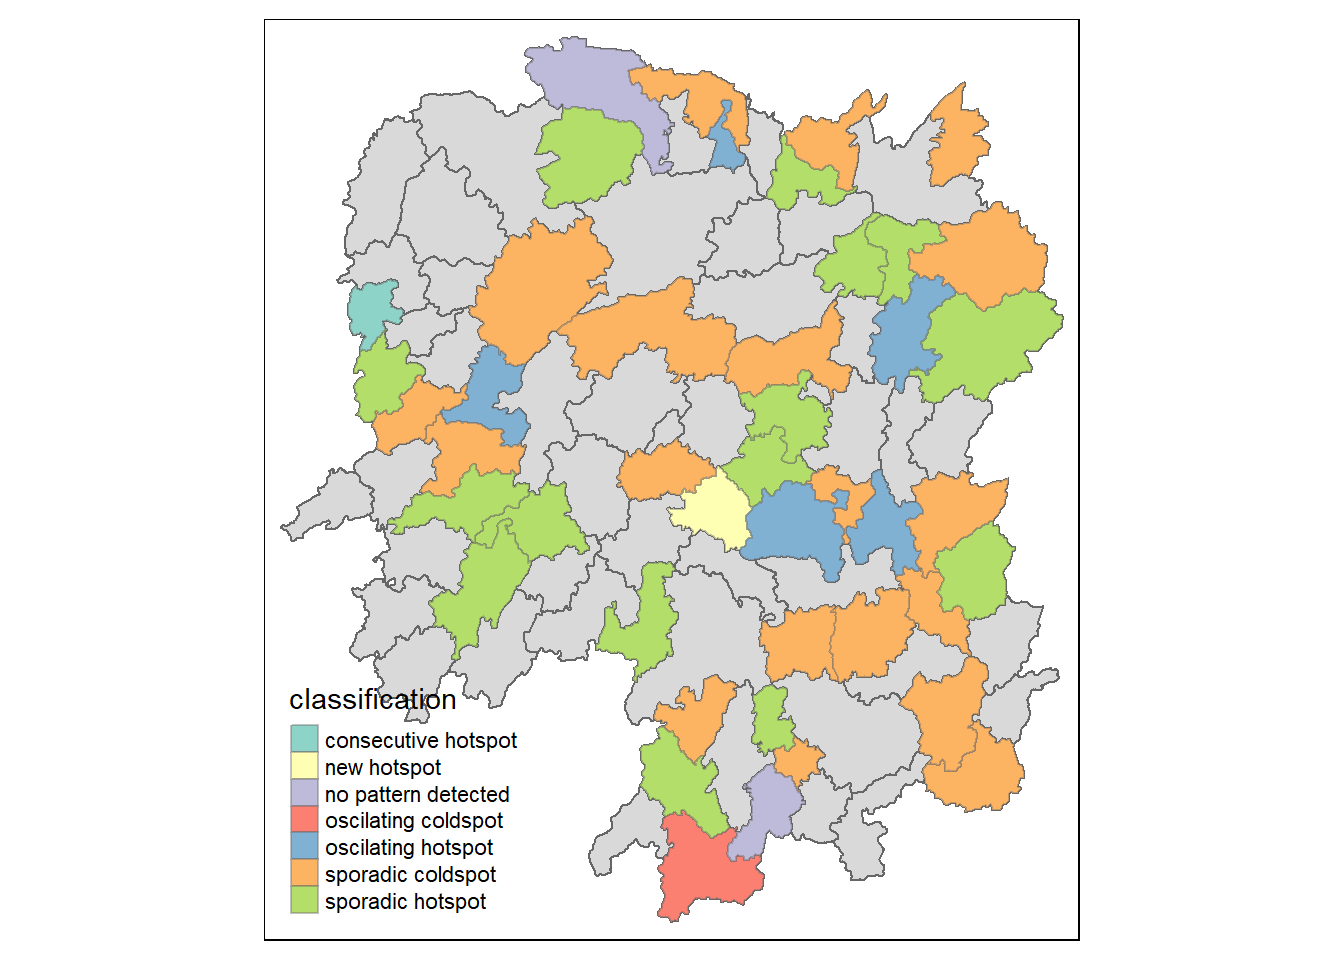 classification
consecutive hotspot
new hotspot
no pattern detected
oscilating coldspot
oscilating hotspot
sporadic coldspot
sporadic hotspot